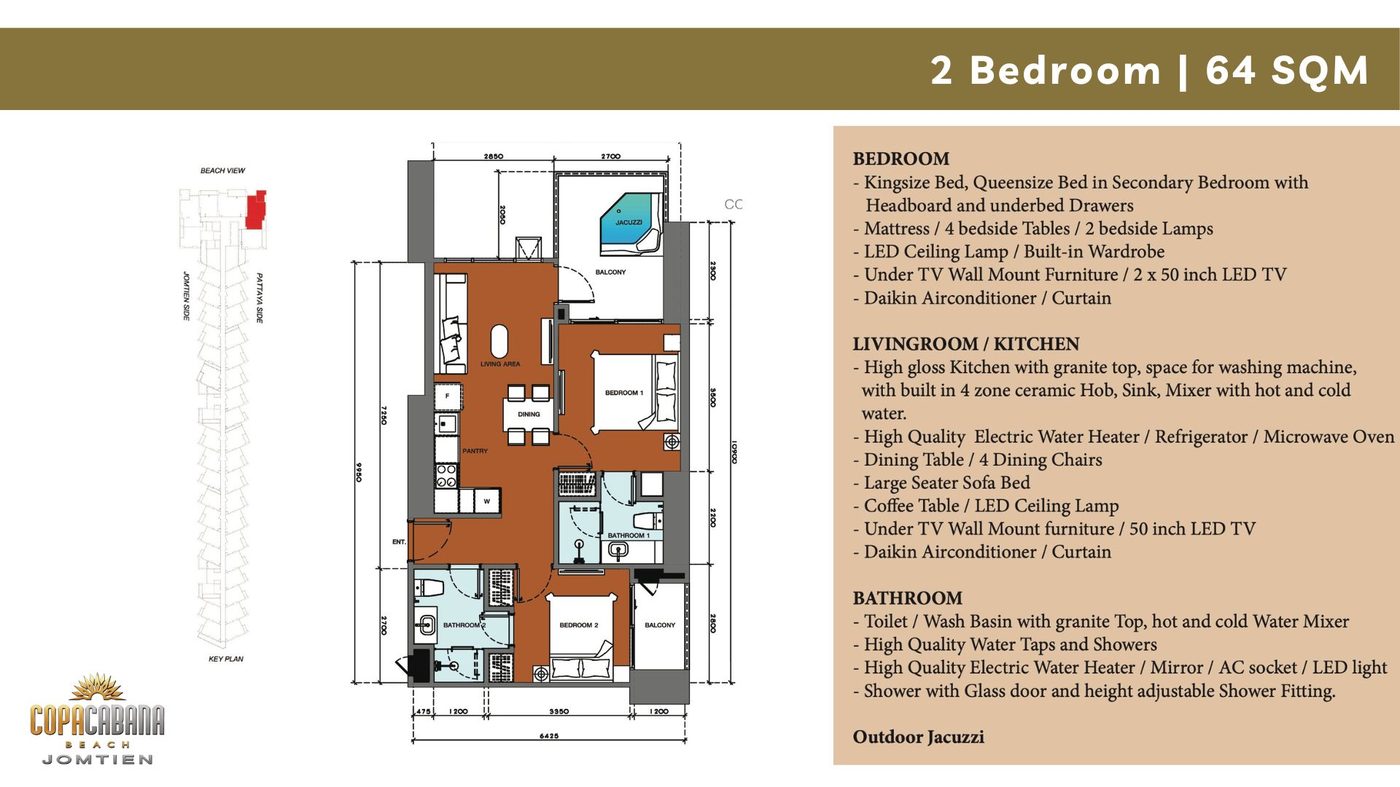 2 Bedroom | 64 SQM
BEACH VIEW
JOMTIEN SIDE
PATTAYA SIDE
KEY PLAN
COPACABANA
BEACH
JOMTIEN
2850
2700
2050
CC
JACUZZI
BALCONY
2300
LIVING AREA
F
BEDROOM 1
DINING
3500
7250
PANTRY
10900
9950
W
2200
ENT.
BATHROOM 1
BATHROOM 2
BEDROOM 2
BALCONY
2700
2800
475
1200
3350
1200
6425
BEDROOM
- Kingsize Bed, Queensize Bed in Secondary Bedroom with
Headboard and underbed Drawers
- Mattress / 4 bedside Tables / 2 bedside Lamps
- LED Ceiling Lamp / Built-in Wardrobe
- Under TV Wall Mount Furniture / 2 x 50 inch LED TV
- Daikin Airconditioner / Curtain
LIVINGROOM / KITCHEN
- High gloss Kitchen with granite top, space for washing machine,
with built in 4 zone ceramic Hob, Sink, Mixer with hot and cold
water.
- High Quality Electric Water Heater / Refrigerator / Microwave Oven
- Dining Table / 4 Dining Chairs
- Large Seater Sofa Bed
- Coffee Table / LED Ceiling Lamp
- Under TV Wall Mount furniture / 50 inch LED TV
- Daikin Airconditioner / Curtain
BATHROOM
- Toilet / Wash Basin with granite Top, hot and cold Water Mixer
- High Quality Water Taps and Showers
- High Quality Electric Water Heater / Mirror / AC socket / LED light
- Shower with Glass door and height adjustable Shower Fitting.
Outdoor Jacuzzi